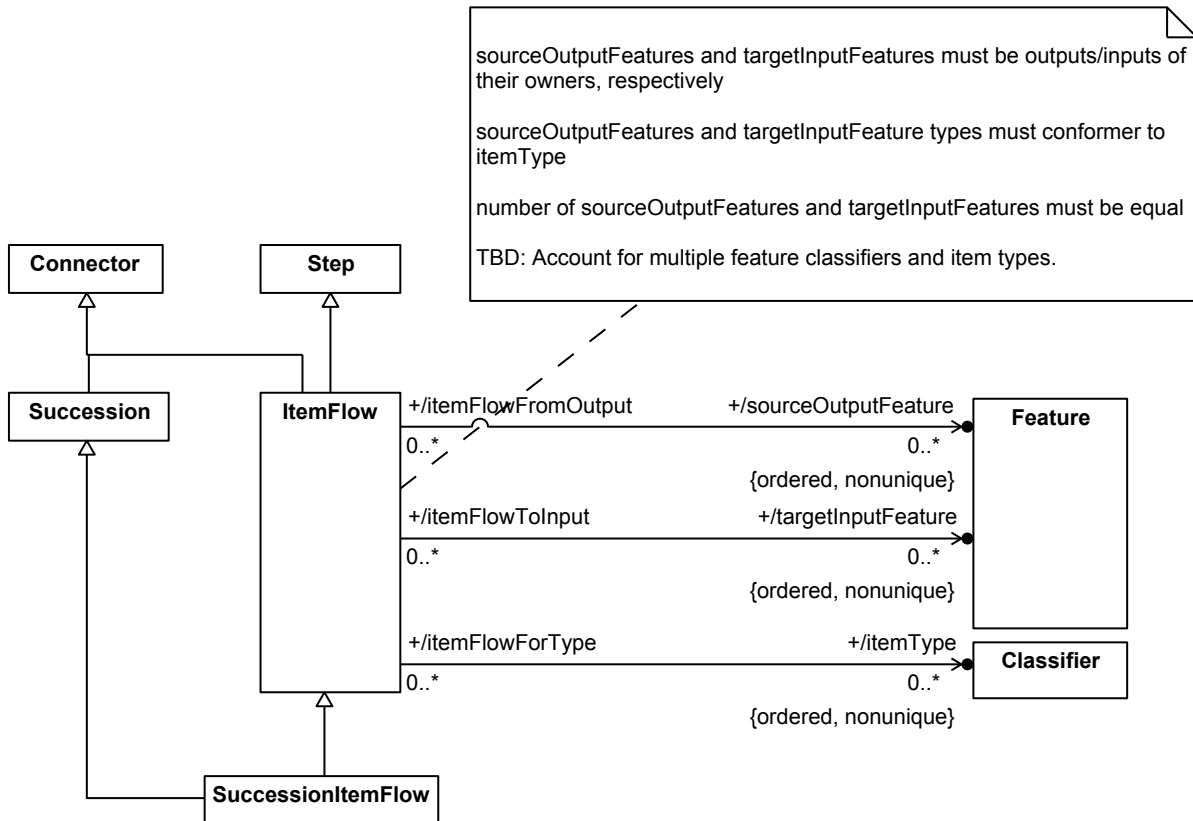 sourceOutputFeatures and targetInputFeatures must be outputs/inputs of
their owners, respectively
sourceOutputFeatures and targetInputFeature types must conformer to
itemType
number of sourceOutputFeatures and targetInputFeatures must be equal
TBD: Account for multiple feature classifiers and item types.
Connector
Step
Succession
ItemFlow
+/itemFlowFromOutput
+/sourceOutputFeature
0..*
0..*
{ordered, nonunique}
Feature
+/itemFlowToInput
+/targetInputFeature
0..*
0..*
{ordered, nonunique}
+/itemFlowForType
+/itemType
0..*
0..*
{ordered, nonunique}
Classifier
SuccessionItemFlow